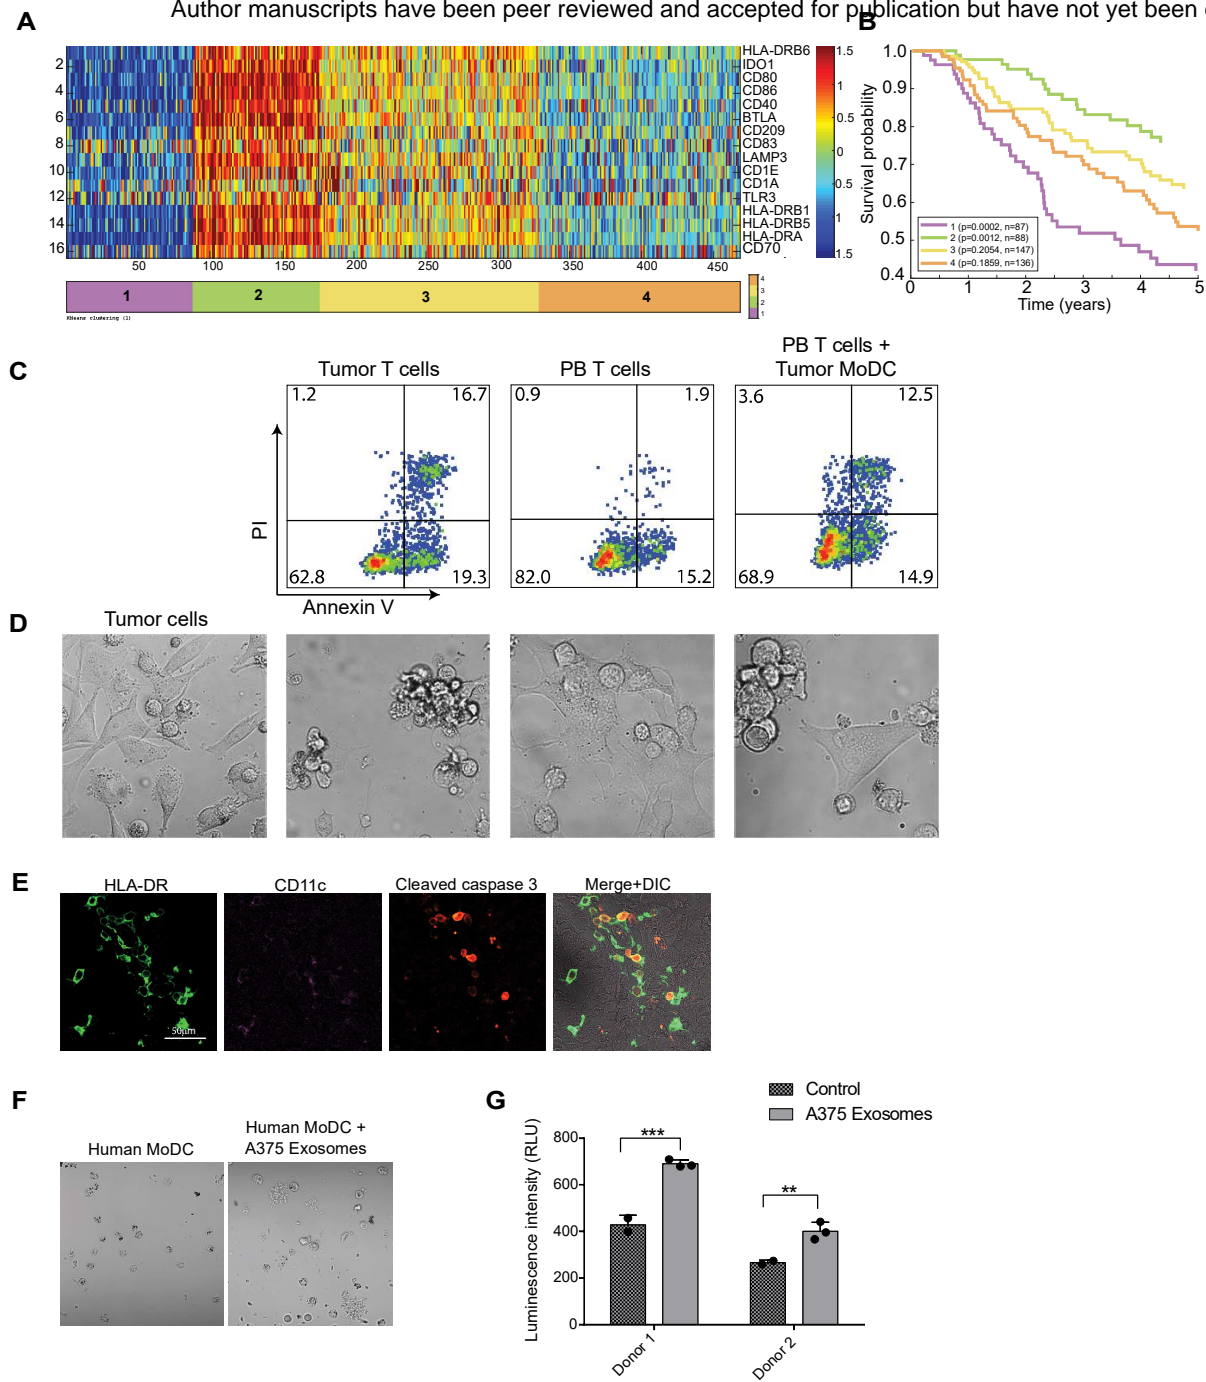 Author manuscripts have been peer reviewed and accepted for publication but have not yet been
A
HLA-DRB6
IDO1
CD80
CD86
CD40
BTLA
CD209
CD83
LAMP3
CD1E
CD1A
TLR3
HLA-DRB1
HLA-DRB5
HLA-DRA
CD70
2
4
6
8
10
12
14
16
50 100 150 200 250 300 350 400 450
1.5
1
0.5
0
-0.5
1
1.5
1 2 3 4
4
3
2
1
KMeans clustering (1)
B
Survival probability
1.0
0.9
0.8
0.7
0.6
0.5
0.4
1 (p=0.0002, n=87)
2 (p=0.0012, n=88)
3 (p=0.2054, n=147)
4 (p=0.1859, n=136)
0 1 2 3 4 5
Time (years)
C
Tumor T cells
1.2 16.7
62.8 19.3
PB T cells
0.9 1.9
82.0 15.2
PB T cells +
Tumor MoDC
3.6 12.5
68.9 14.9
PI
Annexin V
D
Tumor cells
E
HLA-DR
CD11c
Cleaved caspase 3
Merge+DIC
50µm
F
Human MoDC
Human MoDC +
A375 Exosomes
G
Control
A375 Exosomes
Luminescence intensity (RLU)
800
600
400
200
0
***
**
Donor 1
Donor 2